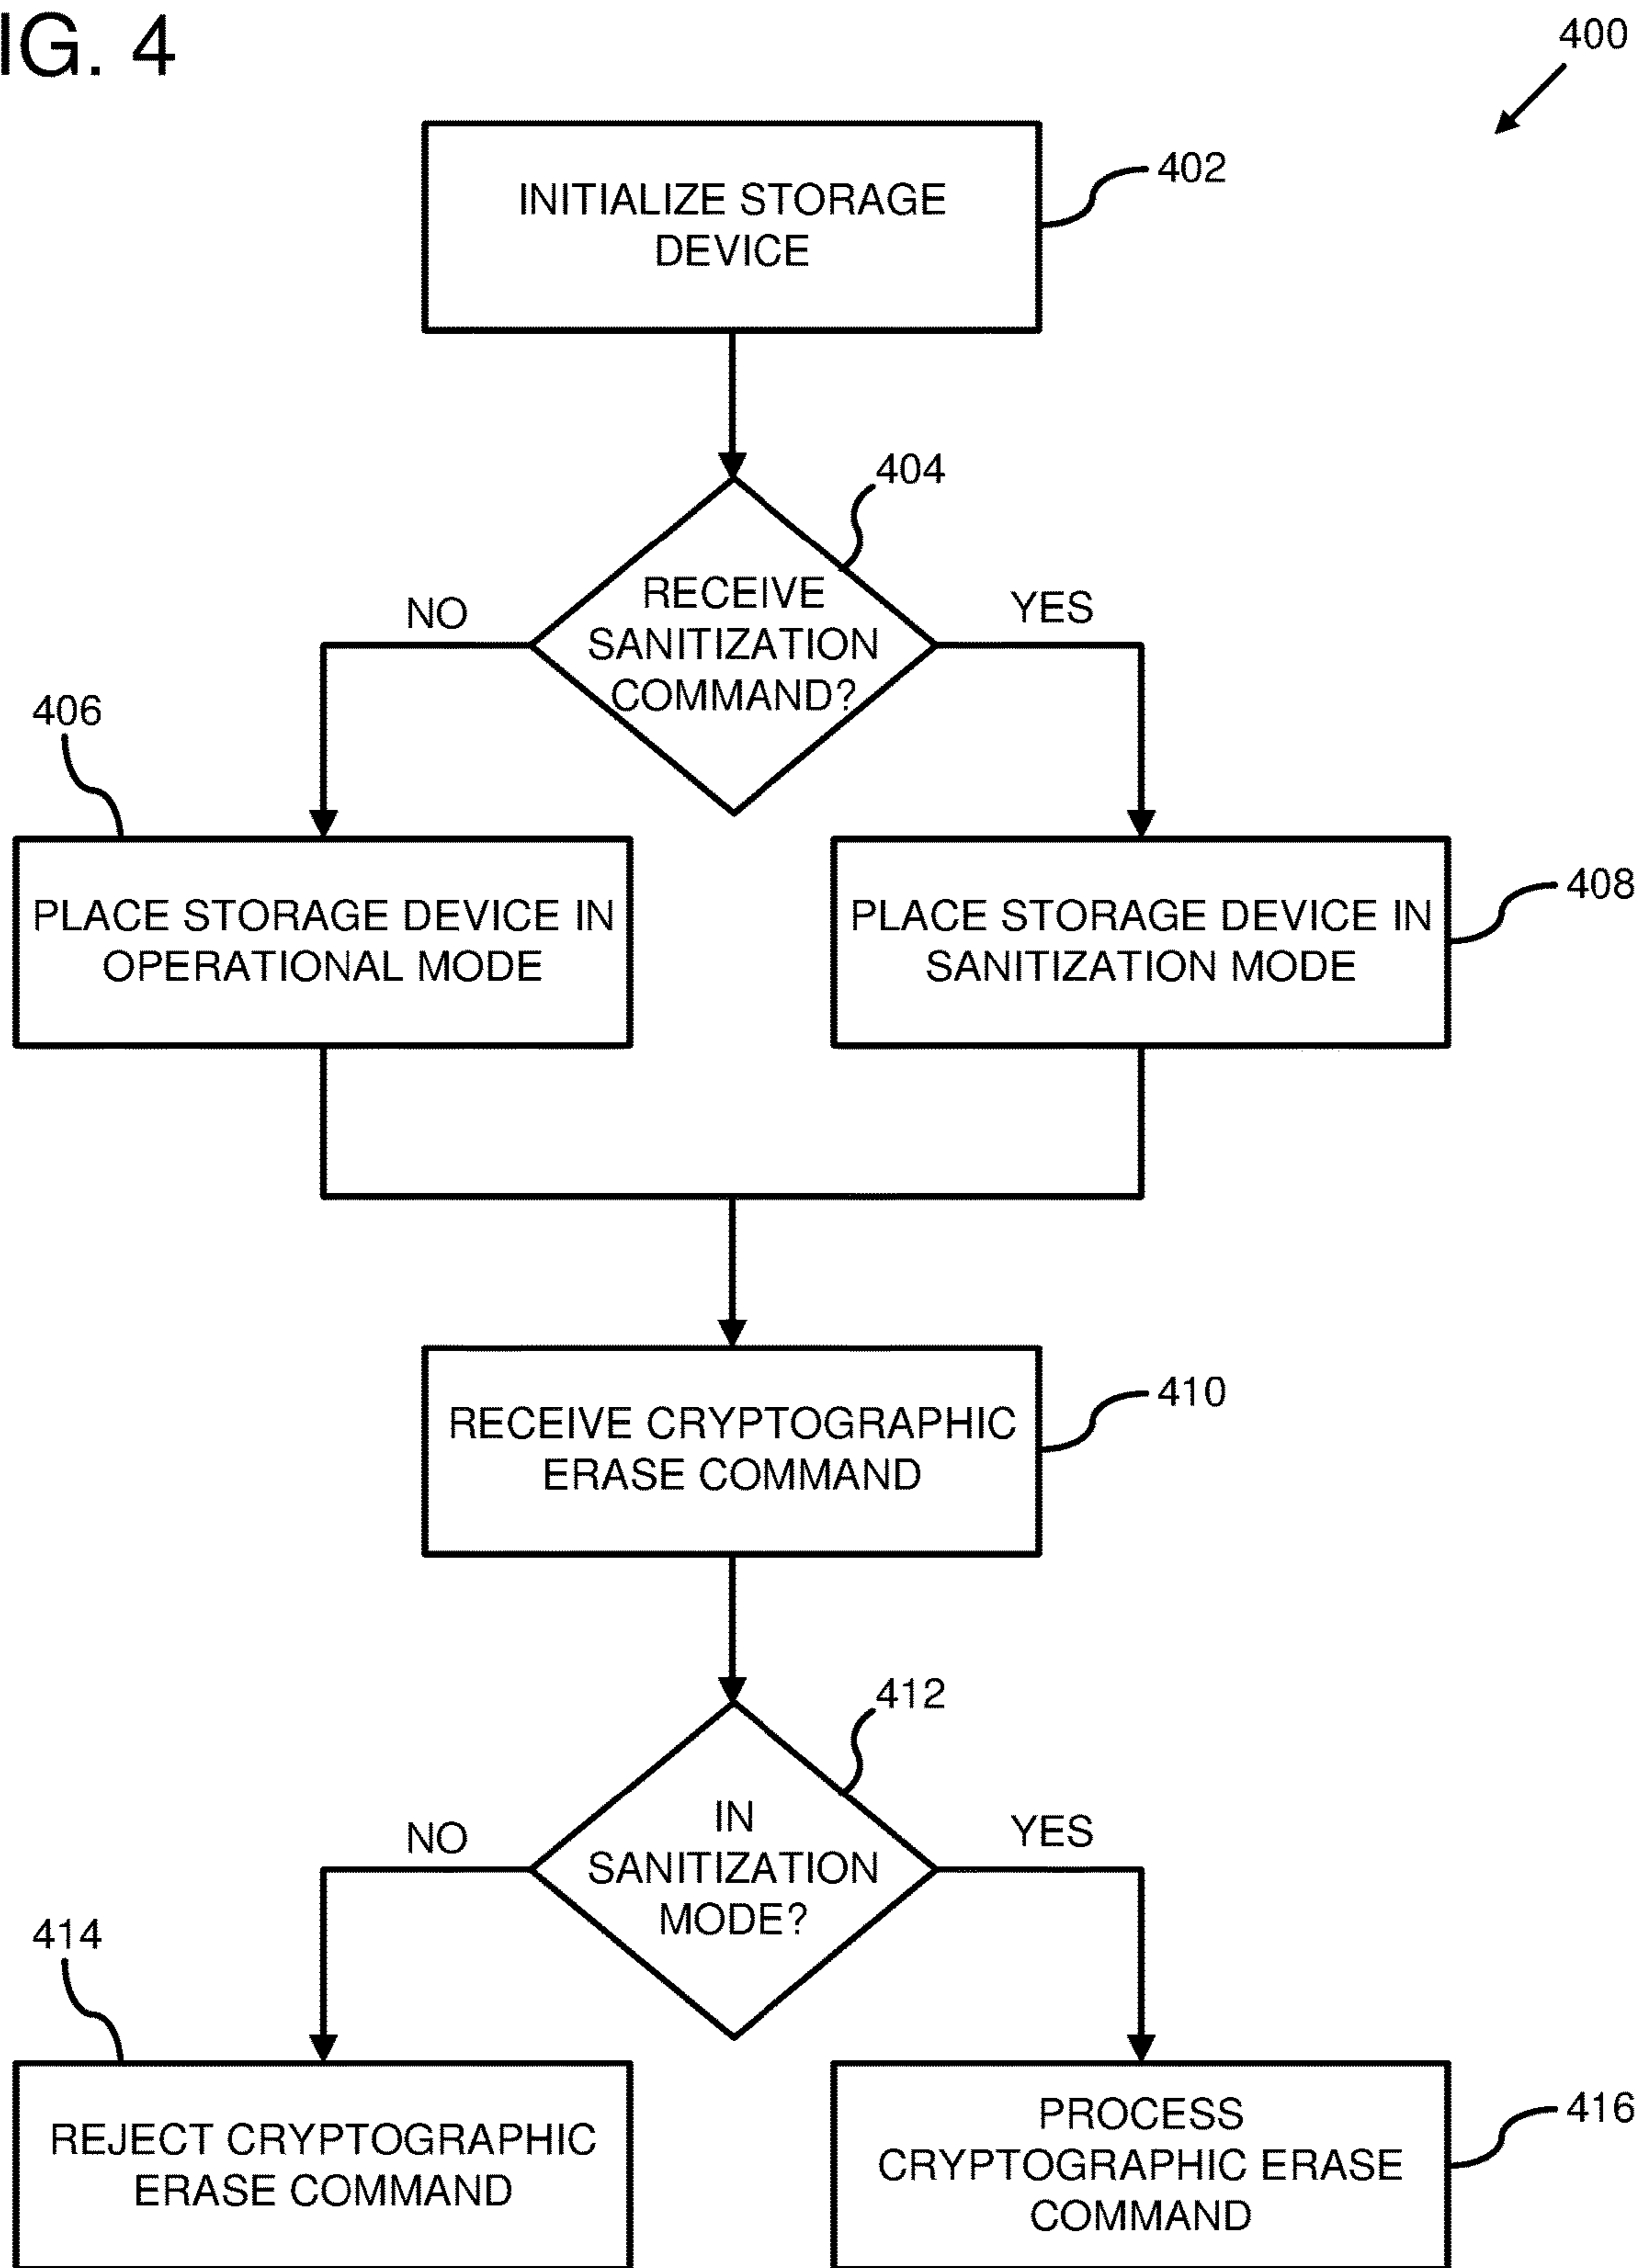 IG. 4
400
INITIALIZE STORAGE
DEVICE
402
404
RECEIVE
SANITIZATION
COMMAND?
NO
YES
406
PLACE STORAGE DEVICE IN
OPERATIONAL MODE
PLACE STORAGE DEVICE IN
SANITIZATION MODE
408
RECEIVE CRYPTOGRAPHIC
ERASE COMMAND
410
412
IN
SANITIZATION
MODE?
NO
YES
414
REJECT CRYPTOGRAPHIC
ERASE COMMAND
PROCESS
CRYPTOGRAPHIC ERASE
COMMAND
416